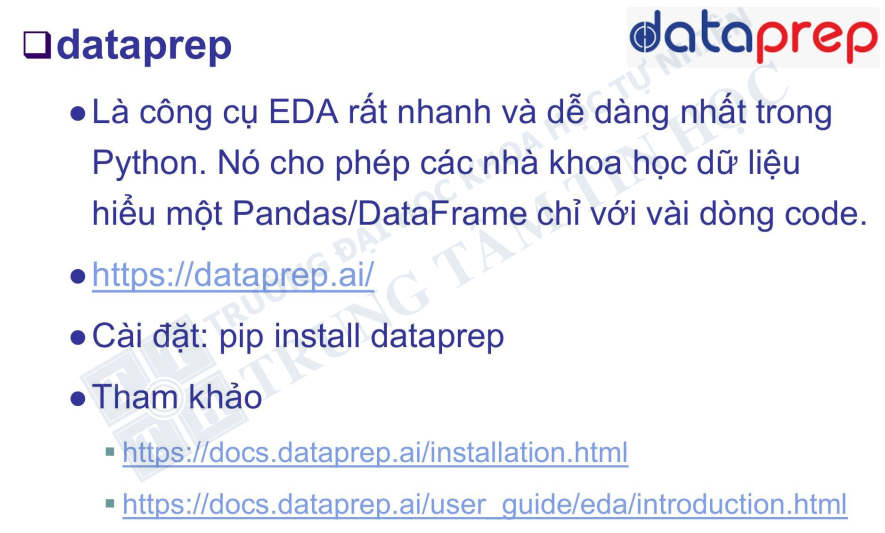 dataprep
dataprep
Là công cụ EDA rất nhanh và dễ dàng nhất trong
Python. Nó cho phép các nhà khoa học dữ liệu
hiểu một Pandas/DataFrame chỉ với vài dòng code.
https://dataprep.ai/
Cài đặt: pip install dataprep
Tham khảo
https://docs.dataprep.ai/installation.html
https://docs.dataprep.ai/user_guide/eda/introduction.html
TRƯỜNG ĐẠI HỌC KHOA HỌC TỰ NHIÊN
TRUNG TÂM TIN HỌC